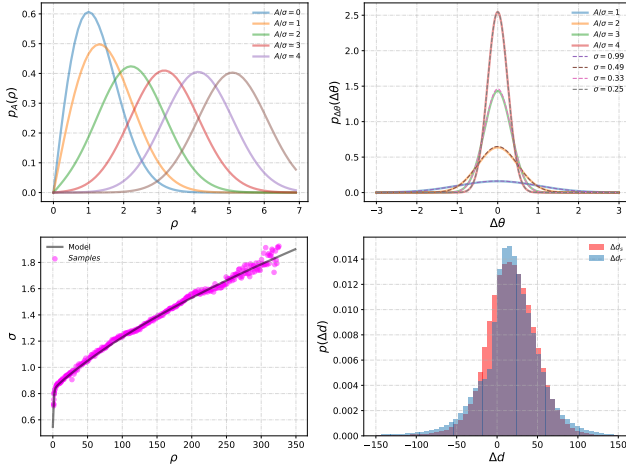 0.6
0.5
0.4
0.3
0.2
0.1
0.0
p_A(ρ)
0 1 2 3 4 5 6 7
ρ
A/σ = 0
A/σ = 1
A/σ = 2
A/σ = 3
A/σ = 4
2.5
2.0
1.5
1.0
0.5
0.0
p_Δθ(Δθ)
−3 −2 −1 0 1 2 3
Δθ
A/σ = 1
A/σ = 2
A/σ = 3
A/σ = 4
σ = 0.99
σ = 0.49
σ = 0.33
σ = 0.25
2.0
1.8
1.6
1.4
1.2
1.0
0.8
0.6
σ
0 50 100 150 200 250 300 350
ρ
Model
Samples
0.014
0.012
0.010
0.008
0.006
0.004
0.002
0.000
p(Δd)
−150 −100 −50 0 50 100 150
Δd
Δd_s
Δd_r